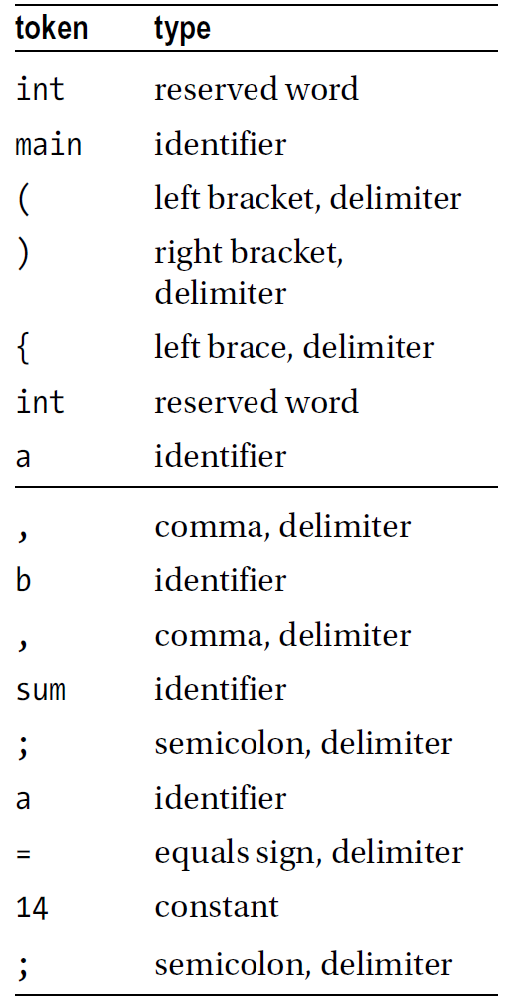 token type
int reserved word
main identifier
( left bracket, delimiter
) right bracket,
delimiter
{ left brace, delimiter
int reserved word
a identifier
, comma, delimiter
b identifier
, comma, delimiter
sum identifier
; semicolon, delimiter
a identifier
= equals sign, delimiter
14 constant
; semicolon, delimiter